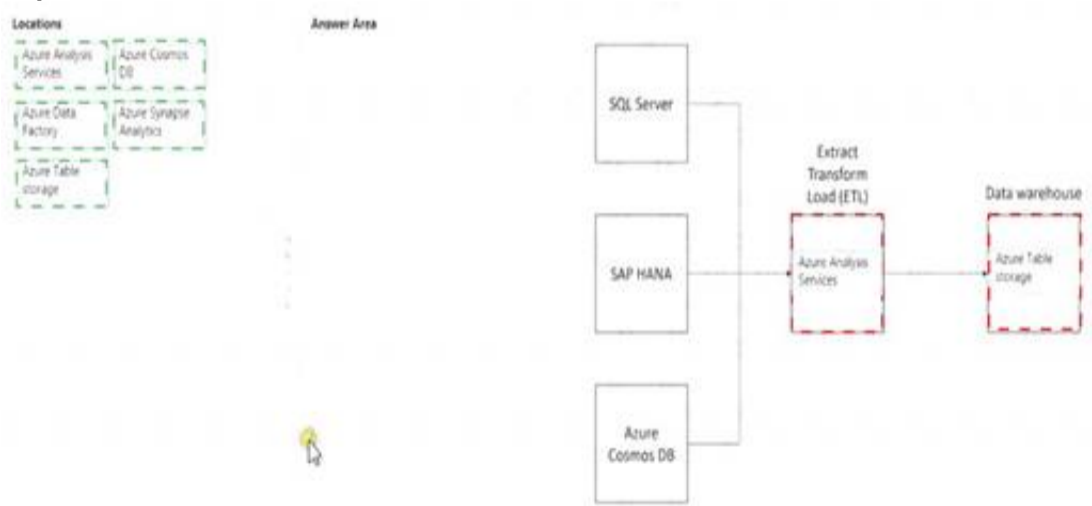 Locations
Answer Area
Azure Analysis
Services
Azure Cosmos
DB
Azure Data
Factory
Azure Synapse
Analytics
Azure Table
storage
SQL Server
SAP HANA
Azure
Cosmos DB
Extract
Transform
Load (ETL)
Azure Analysis
Services
Data warehouse
Azure Table
storage